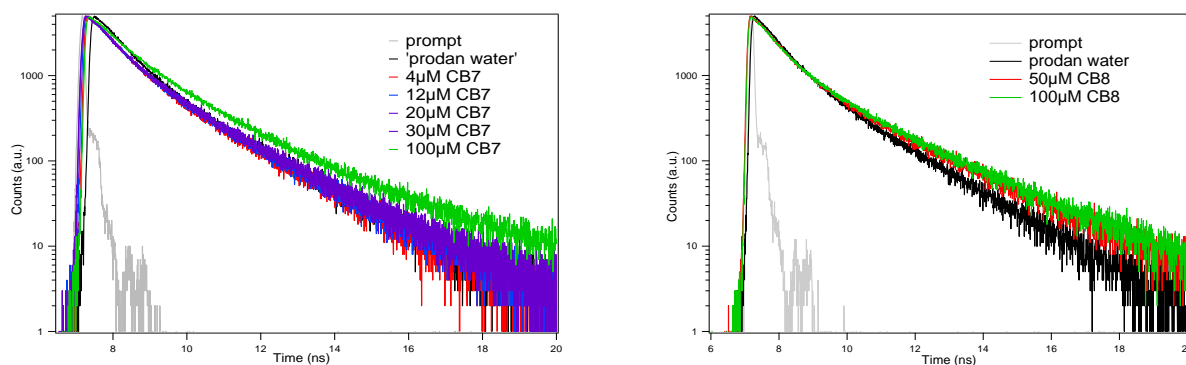 1000
100
10
1
Counts (a.u.)
8
10
12
14
16
18
20
Time (ns)
prompt
'prodan water'
4µM CB7
12µM CB7
20µM CB7
30µM CB7
100µM CB7
1000
100
10
1
Counts (a.u.)
6
8
10
12
14
16
18
20
Time (ns)
prompt
prodan water
50µM CB8
100µM CB8